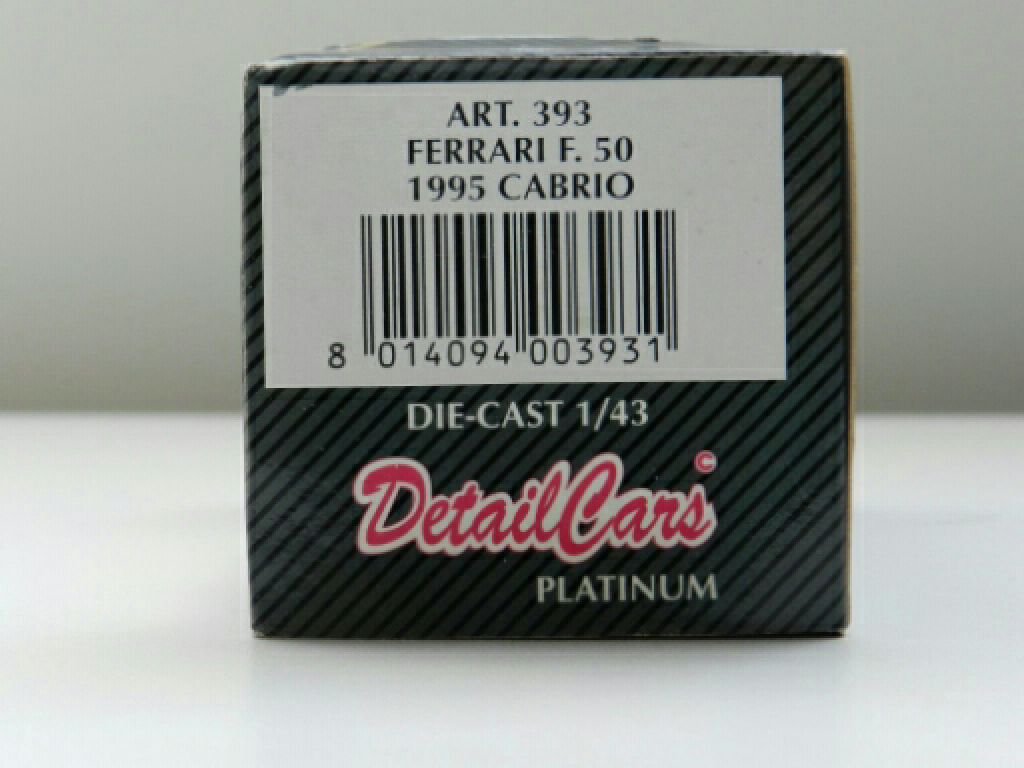 ART. 393
FERRARI F. 50
1995 CABRIO
8 014094 003931
DIE-CAST 1/43
DetailCars ©
PLATINUM